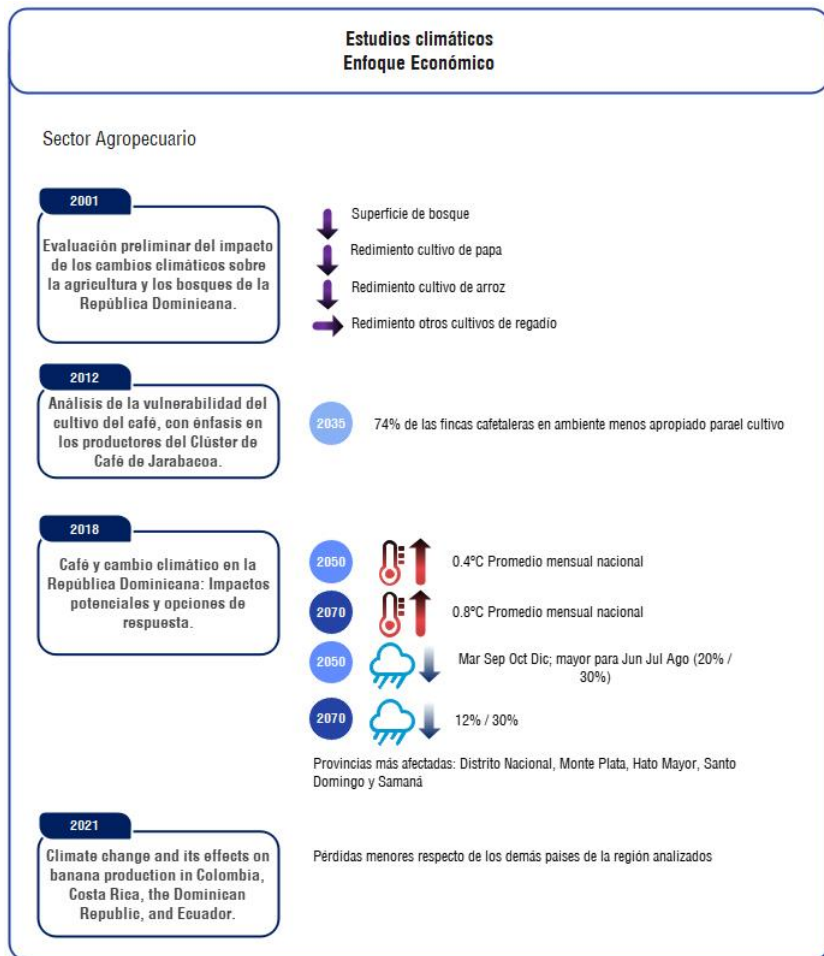 Estudios climáticos
Enfoque Económico
Sector Agropecuario
2001
Evaluación preliminar del impacto
de los cambios climáticos sobre
la agricultura y los bosques de la
República Dominicana.
Superficie de bosque
Redimiento cultivo de papa
Redimiento cultivo de arroz
Redimiento otros cultivos de regadío
2012
Análisis de la vulnerabilidad del
cultivo del café, con énfasis en
los productores del Clúster de
Café de Jarabacoa.
2035
74% de las fincas cafetaleras en ambiente menos apropiado parael cultivo
2018
Café y cambio climático en la
República Dominicana: Impactos
potenciales y opciones de
respuesta.
2050
0.4ºC Promedio mensual nacional
2070
0.8ºC Promedio mensual nacional
2050
Mar Sep Oct Dic; mayor para Jun Jul Ago (20% /
30%)
2070
12% / 30%
Provincias más afectadas: Distrito Nacional, Monte Plata, Hato Mayor, Santo
Domingo y Samaná
2021
Climate change and its effects on
banana production in Colombia,
Costa Rica, the Dominican
Republic, and Ecuador.
Pérdidas menores respecto de los demás países de la región analizados